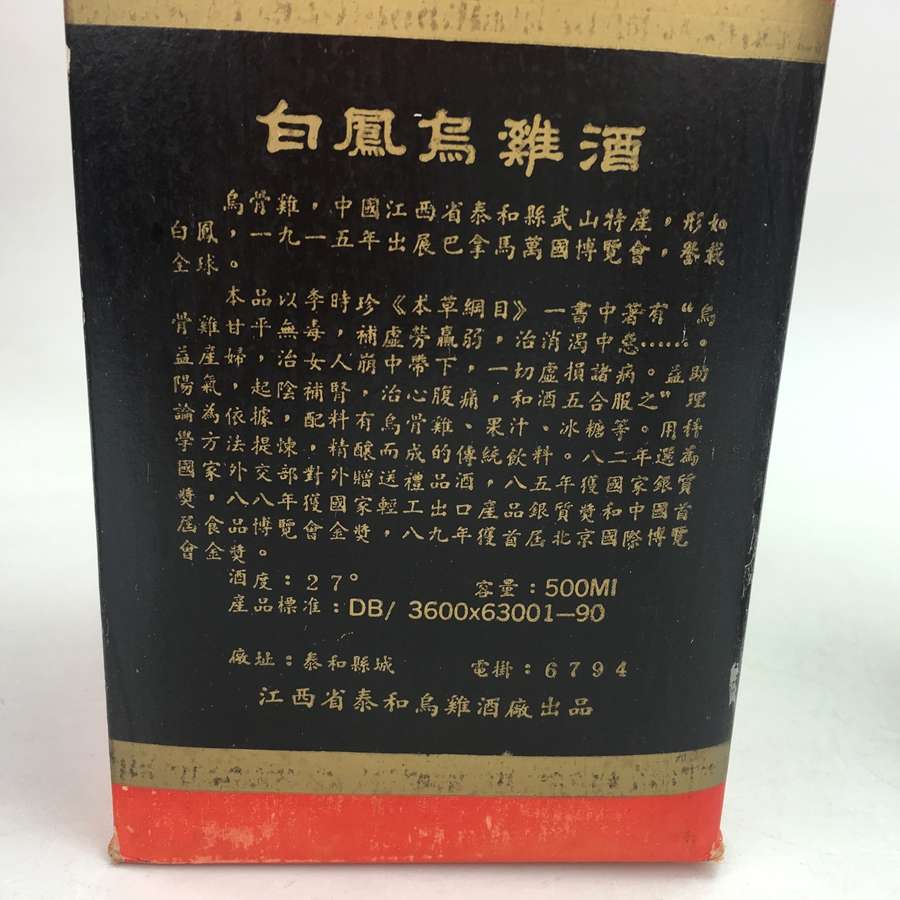 白鳳烏雞酒
烏骨雞，中國江西省泰和縣武山特產，形如
白鳳，一九一五年出展巴拿馬萬國博覽會，譽載
全球。
本品以李時珍《本草綱目》一書中著有“烏
骨雞甘平無毒，補虛勞羸弱，治消渴中惡……。
益產婦，治女人崩中帶下，一切虛損諸病。益助
陽氣，起陰補腎，治心腹痛，和酒五合服之”理
論為依據，配料有烏骨雞、果汁、冰糖等。用科
學方法提煉，精釀而成的傳統飲料。八二年選為
國家外交部對外贈送禮品酒，八五年獲國家銀質
獎，八八年獲國家輕工出口產品銀質獎和中國首
屆食品博覽會金獎，八九年獲首屆北京國際博覽
會金獎。
酒度：27° 容量：500Ml
產品標准：DB/ 3600x63001—90
廠址：泰和縣城 電掛：6794
江西省泰和烏雞酒廠出品